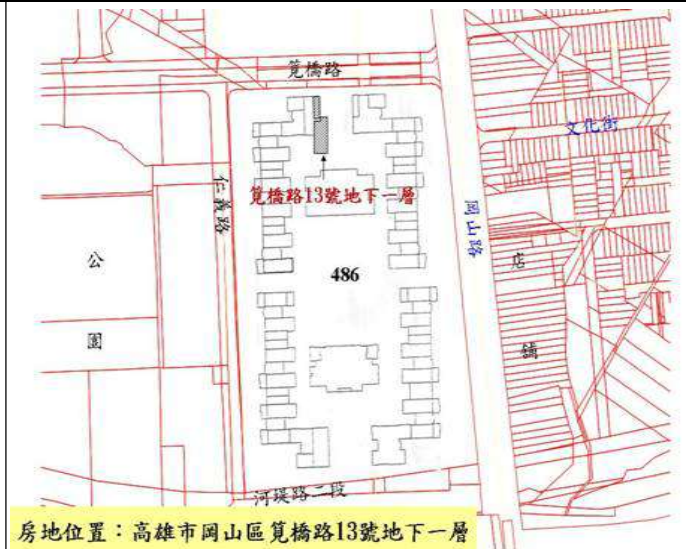 筧橋路
文化街
仁義路
筧橋路13號地下一層
岡山路
公
店
486
園
舖
河堤路二段
房地位置：高雄市岡山區筧橋路13號地下一層